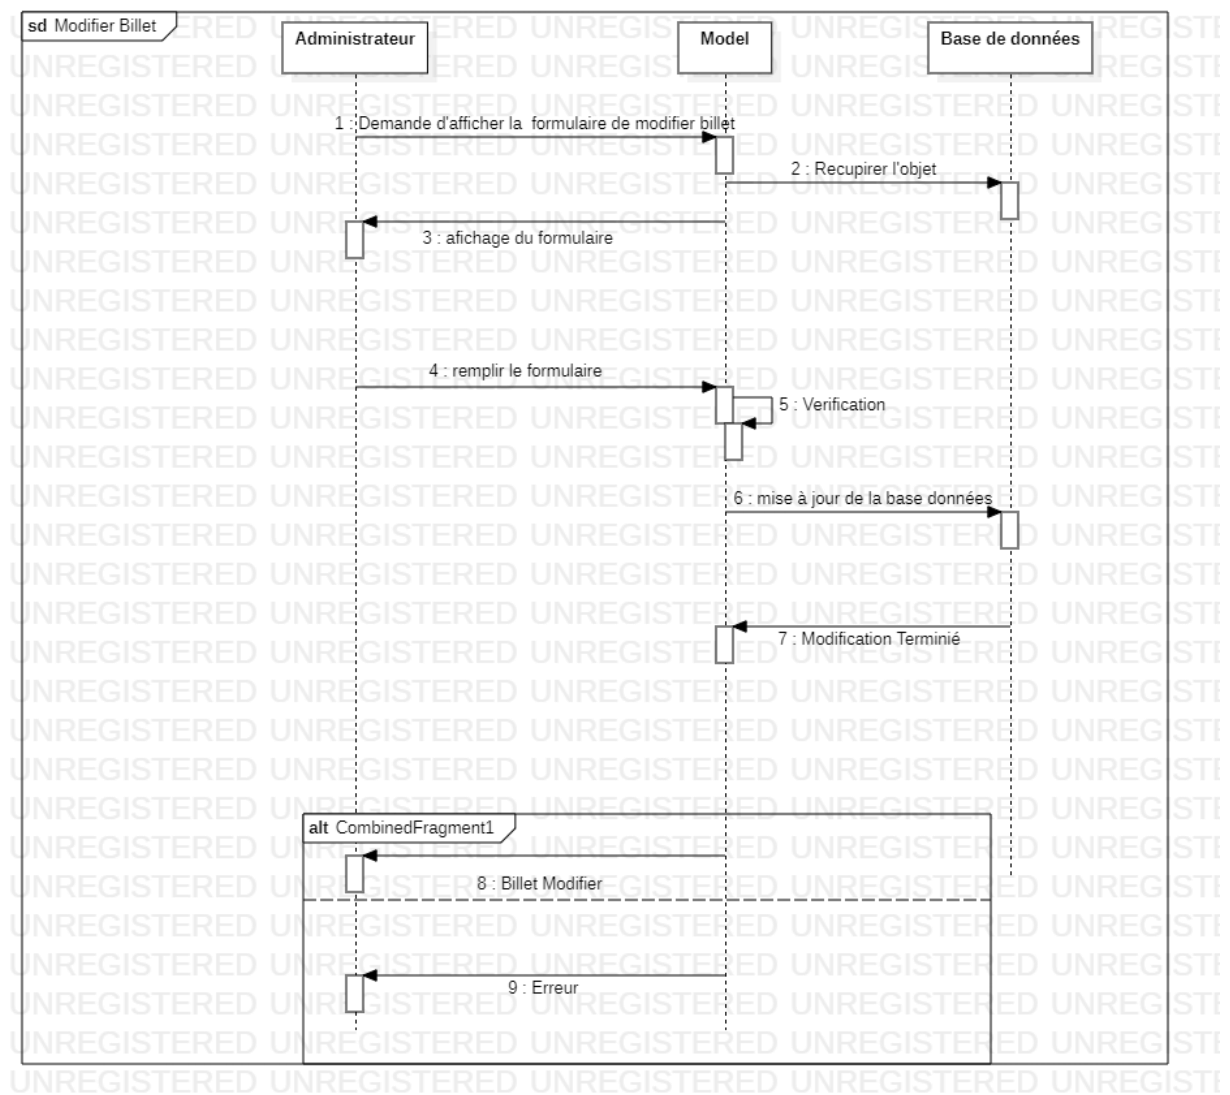 sd Modifier Billet
Administrateur
Model
Base de données
1 : Demande d'afficher la  formulaire de modifier billet
2 : Recupirer l'objet
3 : afichage du formulaire
4 : remplir le formulaire
5 : Verification
6 : mise à jour de la base données
7 : Modification Terminié
alt CombinedFragment1
8 : Billet Modifier
9 : Erreur
UNREGISTERED